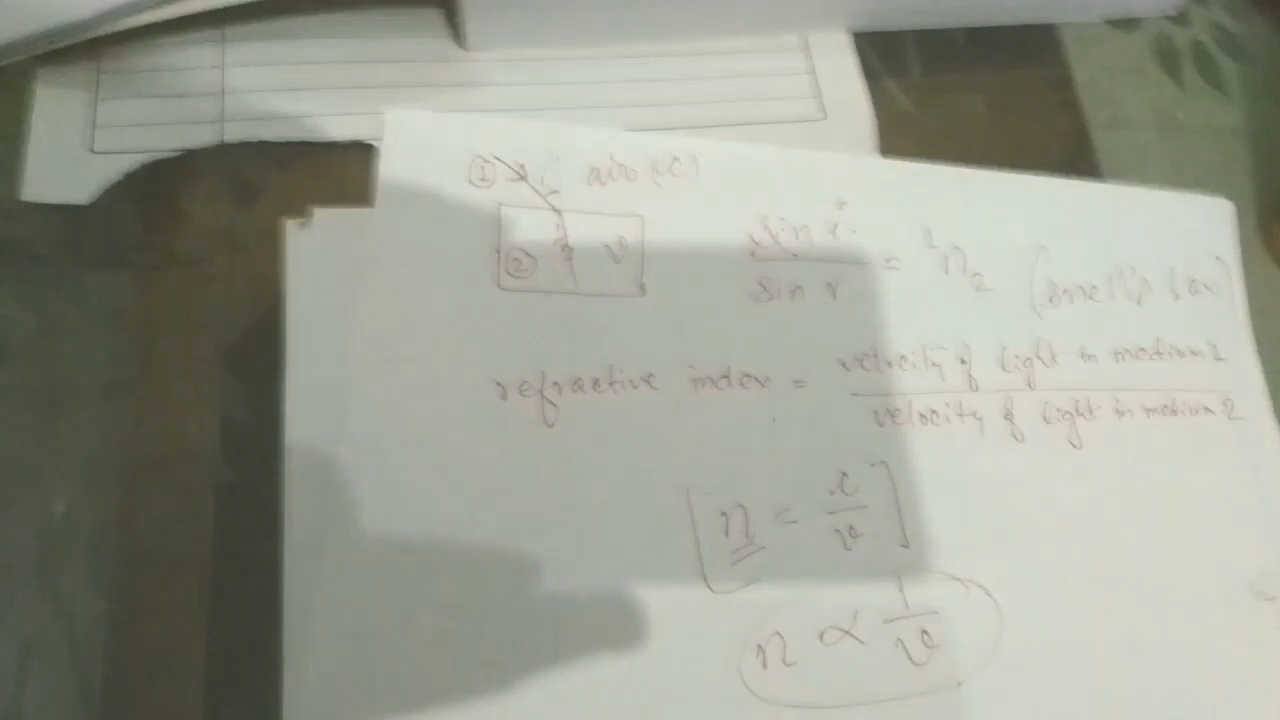 ① i air (c)
② r v
sin i / sin r = ¹n₂ (snell's law)
refractive index = velocity of light in medium 1 / velocity of light in medium 2
[n = c / v]
n ∝ 1 / v